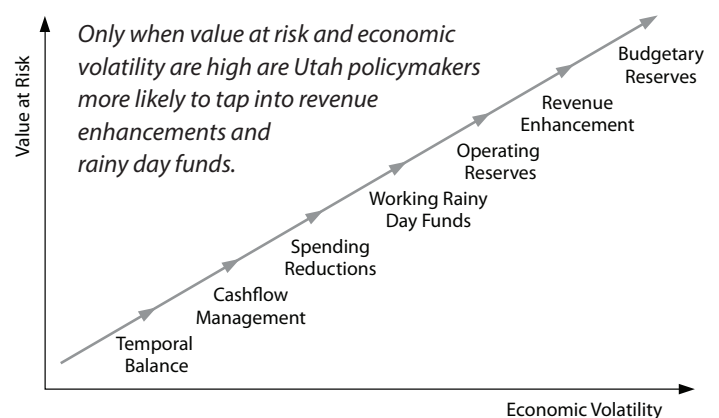 Only when value at risk and economic
volatility are high are Utah policymakers
more likely to tap into revenue
enhancements and
rainy day funds.
Value at Risk
Budgetary
Reserves
Revenue
Enhancement
Operating
Reserves
Working Rainy
Day Funds
Spending
Reductions
Cashflow
Management
Temporal
Balance
Economic Volatility